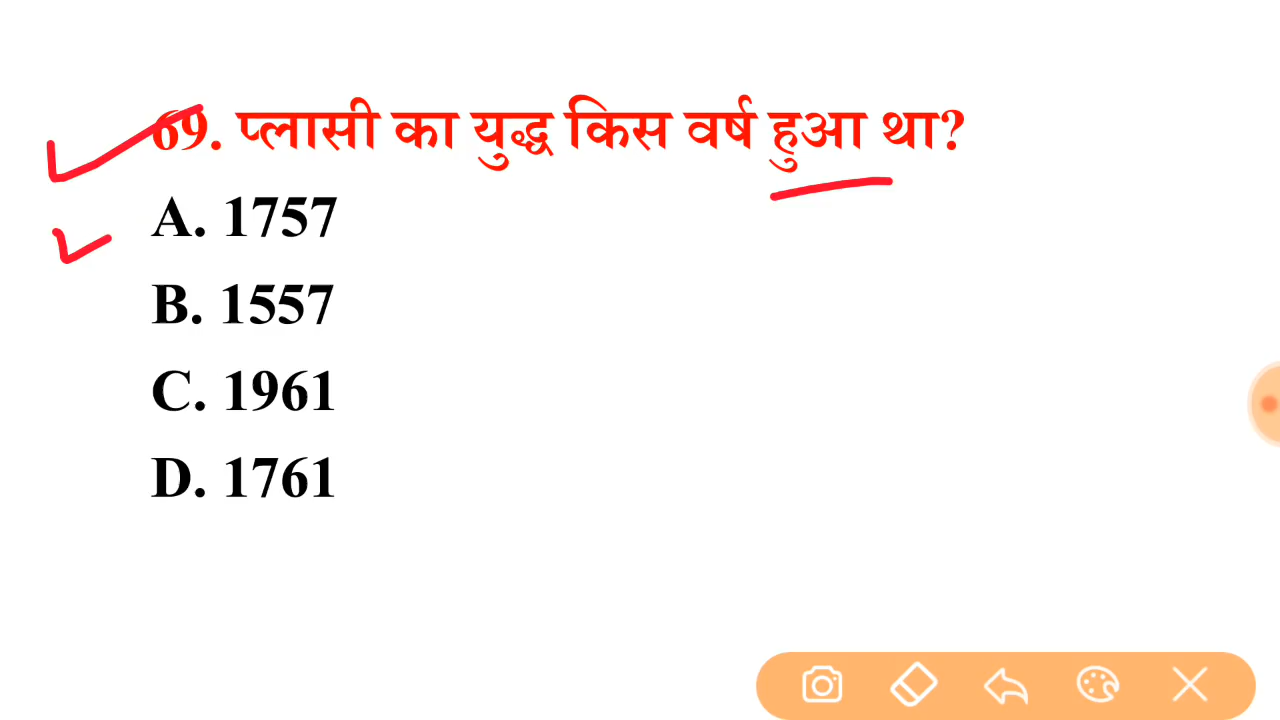 69. प्लासी का युद्ध किस वर्ष हुआ था?
A. 1757
B. 1557
C. 1961
D. 1761